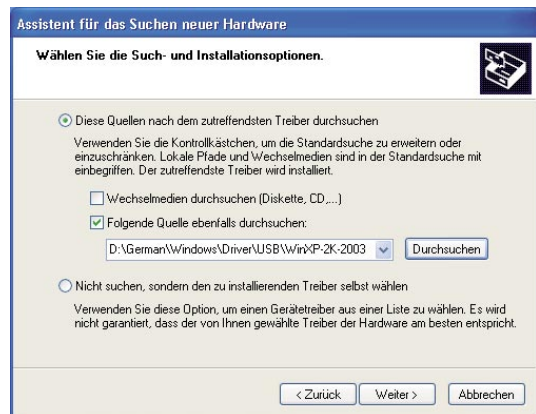 Assistent für das Suchen neuer Hardware
Wählen Sie die Such- und Installationsoptionen.
Diese Quellen nach dem zutreffendsten Treiber durchsuchen
Verwenden Sie die Kontrollkästchen, um die Standardsuche zu erweitern oder
einzuschränken. Lokale Pfade und Wechselmedien sind in der Standardsuche mit
einbegriffen. Der zutreffendste Treiber wird installiert.
Wechselmedien durchsuchen (Diskette, CD,...)
Folgende Quelle ebenfalls durchsuchen:
D:\German\Windows\Driver\USB\WinXP-2K-2003 Durchsuchen
Nicht suchen, sondern den zu installierenden Treiber selbst wählen
Verwenden Sie diese Option, um einen Gerätetreiber aus einer Liste zu wählen. Es wird
nicht garantiert, dass der von Ihnen gewählte Treiber der Hardware am besten entspricht.
< Zurück Weiter > Abbrechen